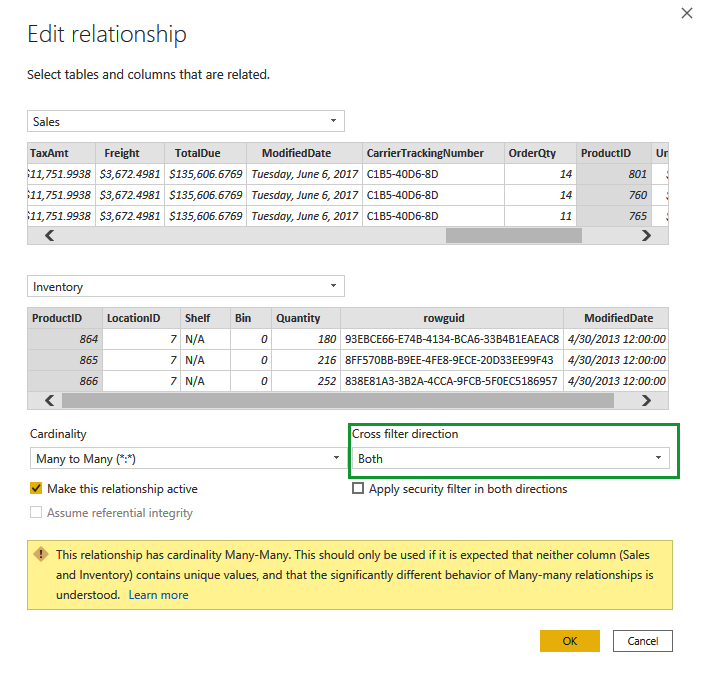 Edit relationship
Select tables and columns that are related.
Sales
TaxAmt Freight TotalDue ModifiedDate CarrierTrackingNumber OrderQty ProductID Un
$11,751.9938 $3,672.4981 $135,606.6769 Tuesday, June 6, 2017 C1B5-40D6-8D 14 801
$11,751.9938 $3,672.4981 $135,606.6769 Tuesday, June 6, 2017 C1B5-40D6-8D 14 760
$11,751.9938 $3,672.4981 $135,606.6769 Tuesday, June 6, 2017 C1B5-40D6-8D 11 765
Inventory
ProductID LocationID Shelf Bin Quantity rowguid ModifiedDate
864 7 N/A 0 180 93EBCE66-E74B-4134-BCA6-33B4B1EAEAC8 4/30/2013 12:00:00
865 7 N/A 0 216 8FF570BB-B9EE-4FE8-9ECE-20D33EE99F43 4/30/2013 12:00:00
866 7 N/A 0 252 838E81A3-3B2A-4CCA-9FCB-5F0EC5186957 4/30/2013 12:00:00
Cardinality Cross filter direction
Many to Many (*:*) Both
Make this relationship active Apply security filter in both directions
Assume referential integrity
This relationship has cardinality Many-Many. This should only be used if it is expected that neither column (Sales
and Inventory) contains unique values, and that the significantly different behavior of Many-many relationships is
understood. Learn more
OK Cancel